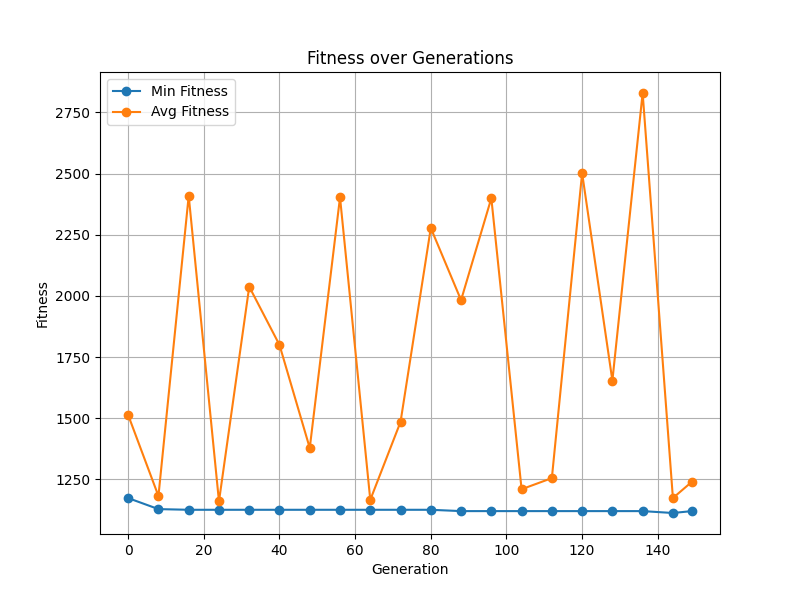 Fitness over Generations
Min Fitness
Avg Fitness
2750
2500
2250
2000
1750
1500
1250
Fitness
0 20 40 60 80 100 120 140
Generation